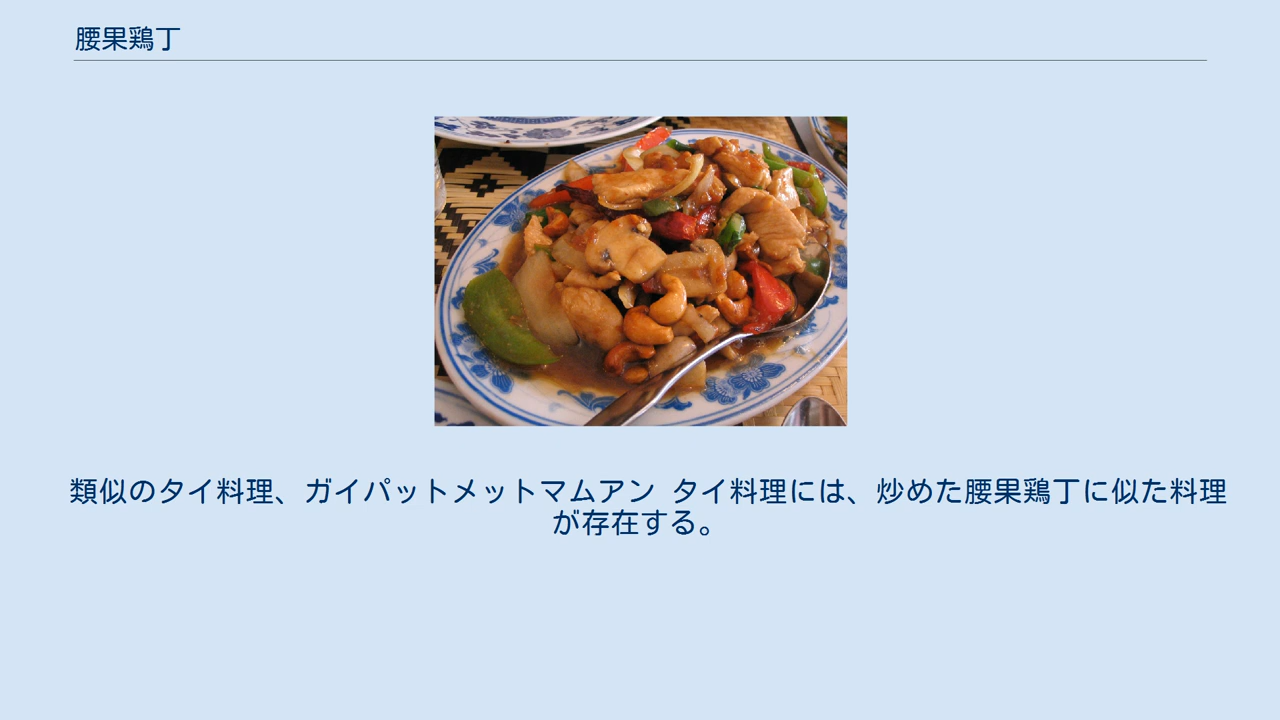 腰果鶏丁
類似のタイ料理、ガイパットメットマムアン タイ料理には、炒めた腰果鶏丁に似た料理
が存在する。